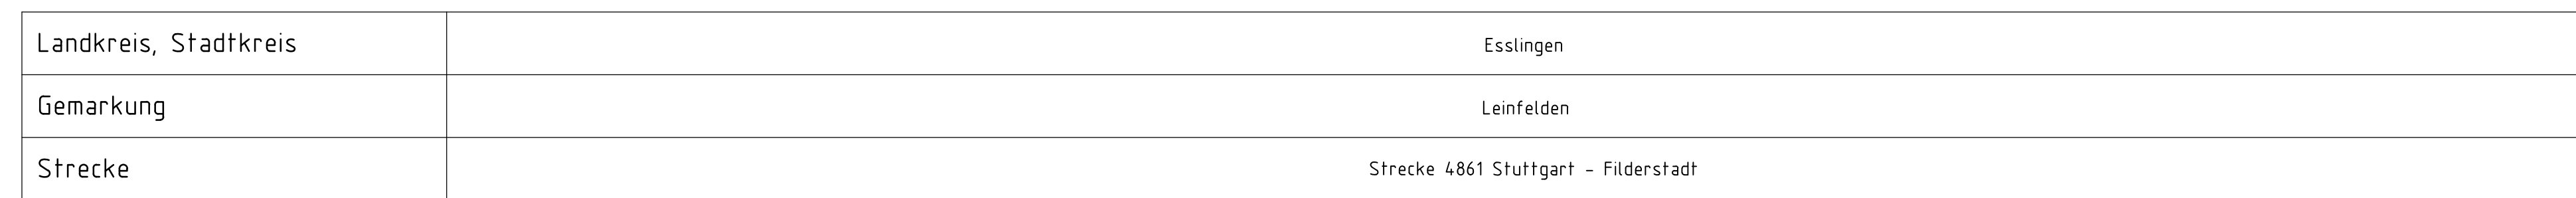 Landkreis, Stadtkreis Esslingen
Gemarkung Leinfelden
Strecke Strecke 4861 Stuttgart - Filderstadt